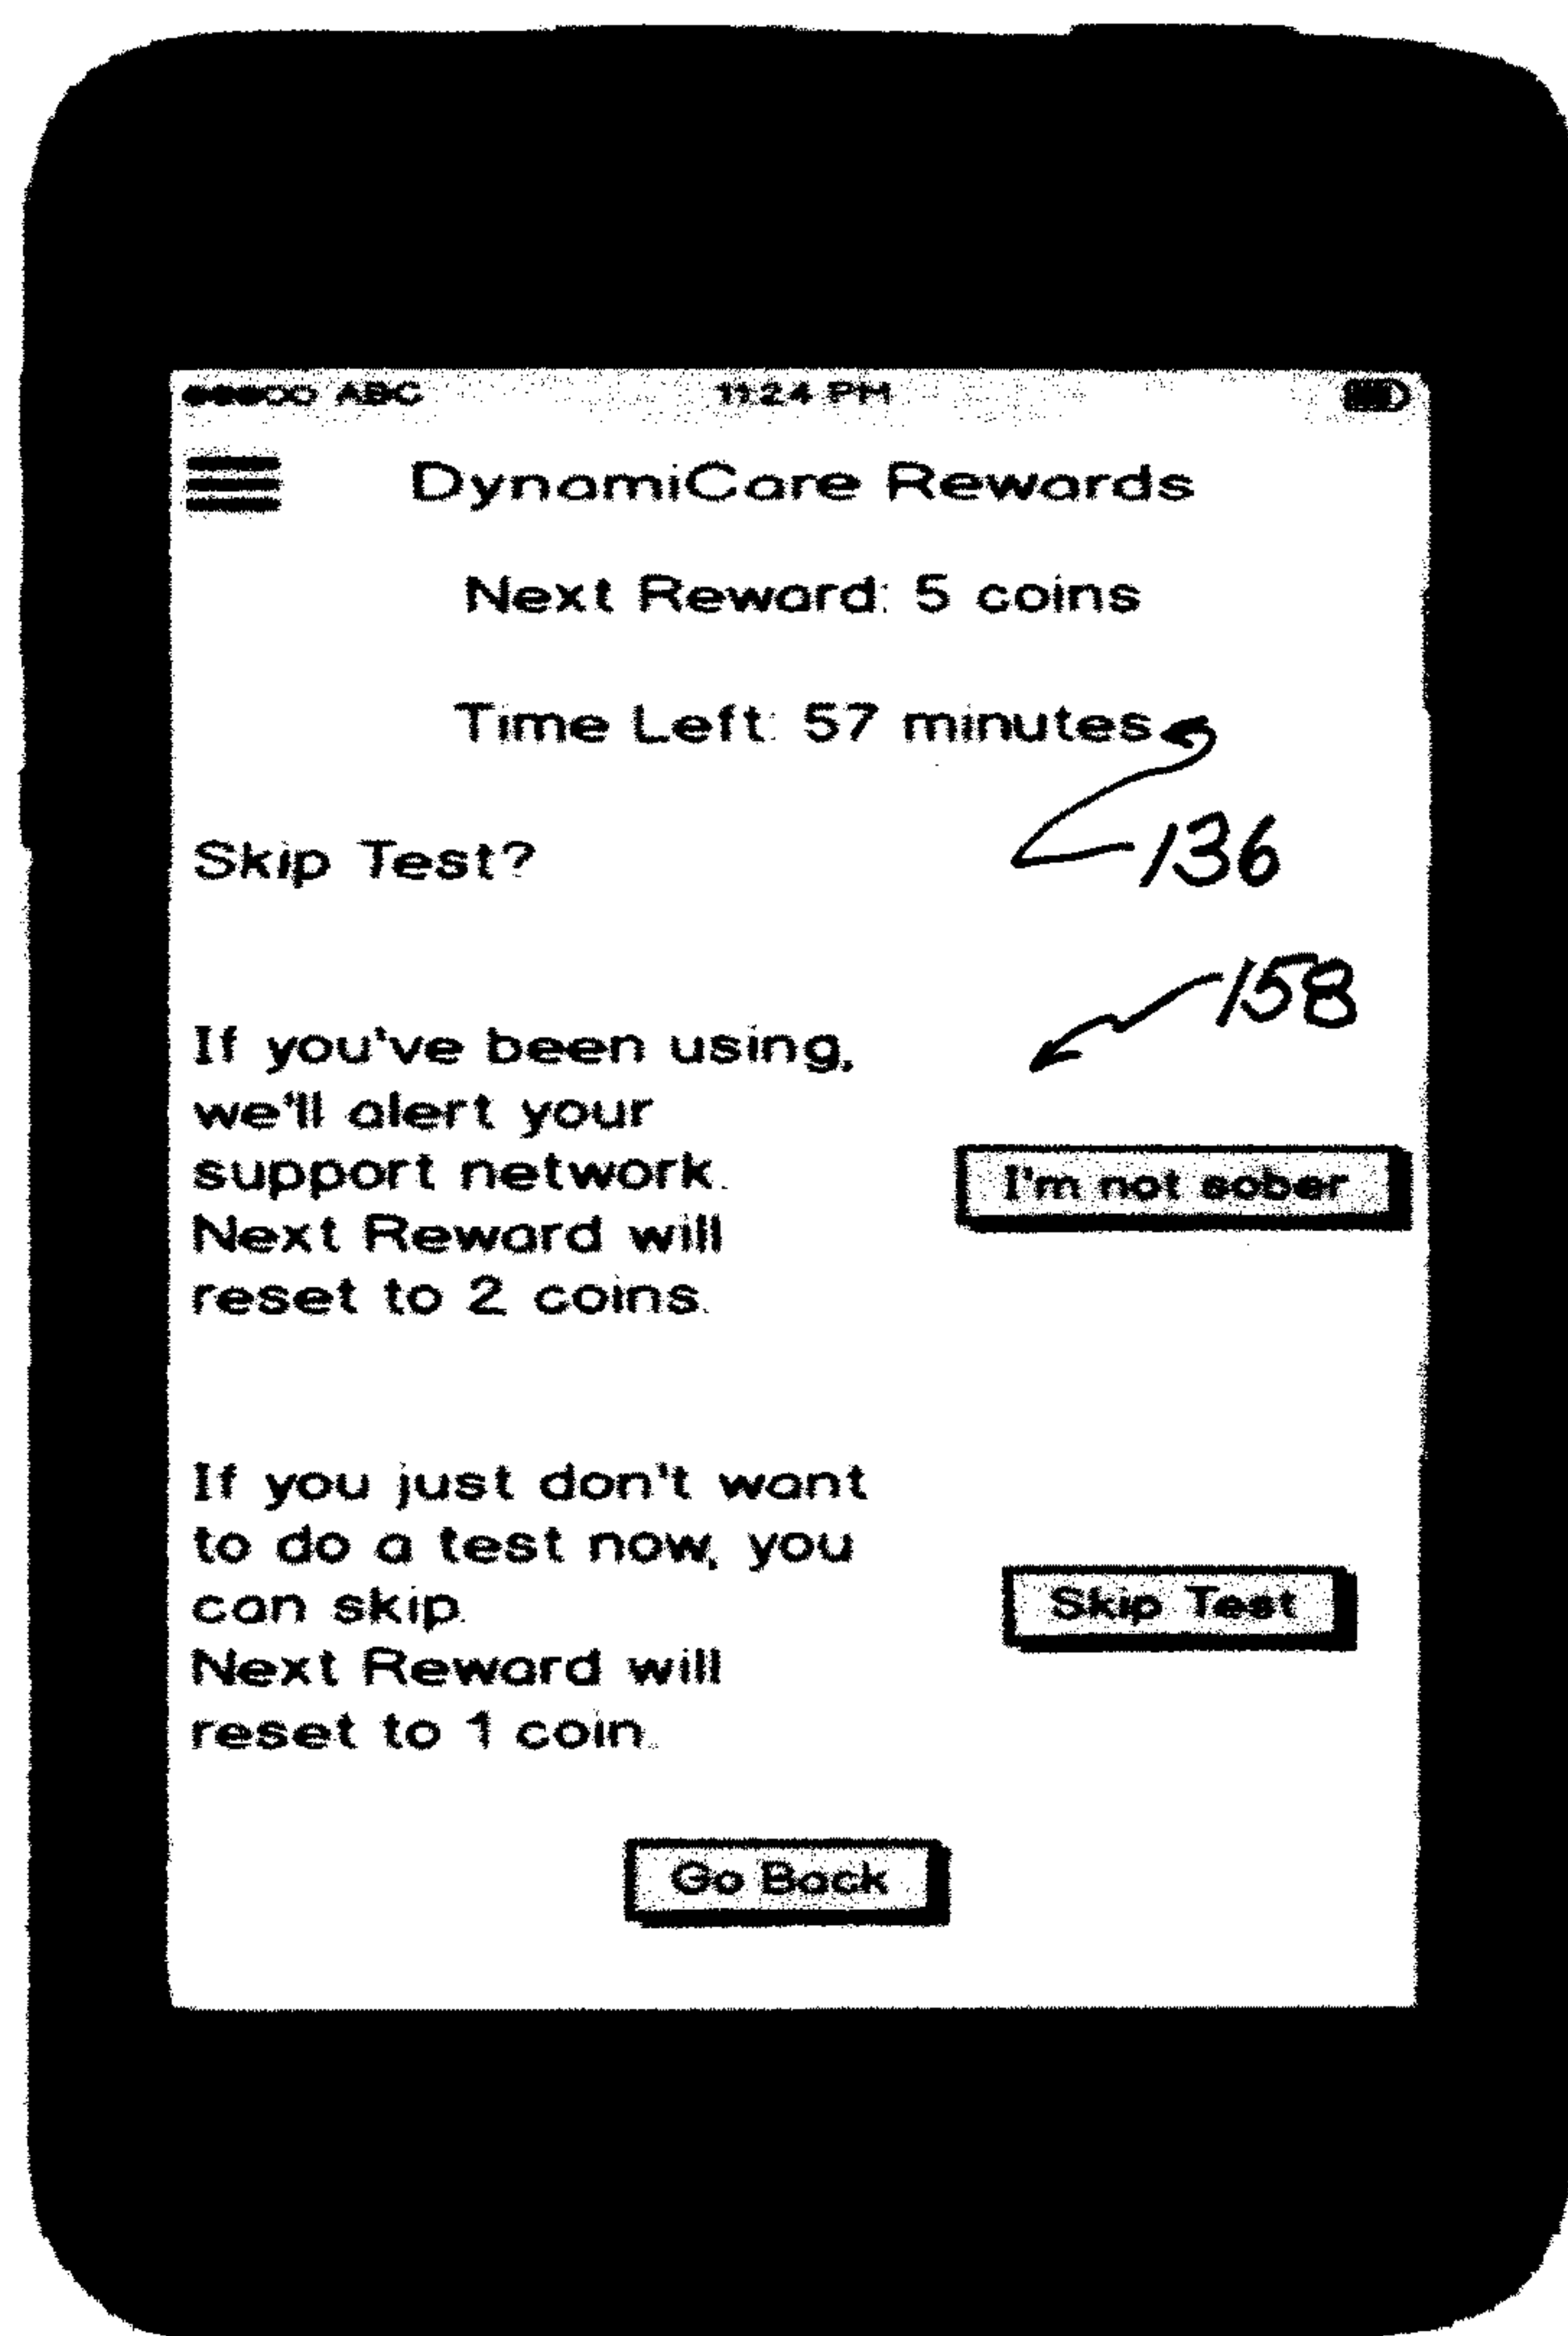 ABC 11:24 PM
DynamiCare Rewards
Next Reward: 5 coins
Time Left: 57 minutes
136
Skip Test?
158
If you've been using,
we'll alert your
support network.
Next Reward will
reset to 2 coins.
I'm not sober
If you just don't want
to do a test now, you
can skip.
Next Reward will
reset to 1 coin.
Skip Test
Go Back